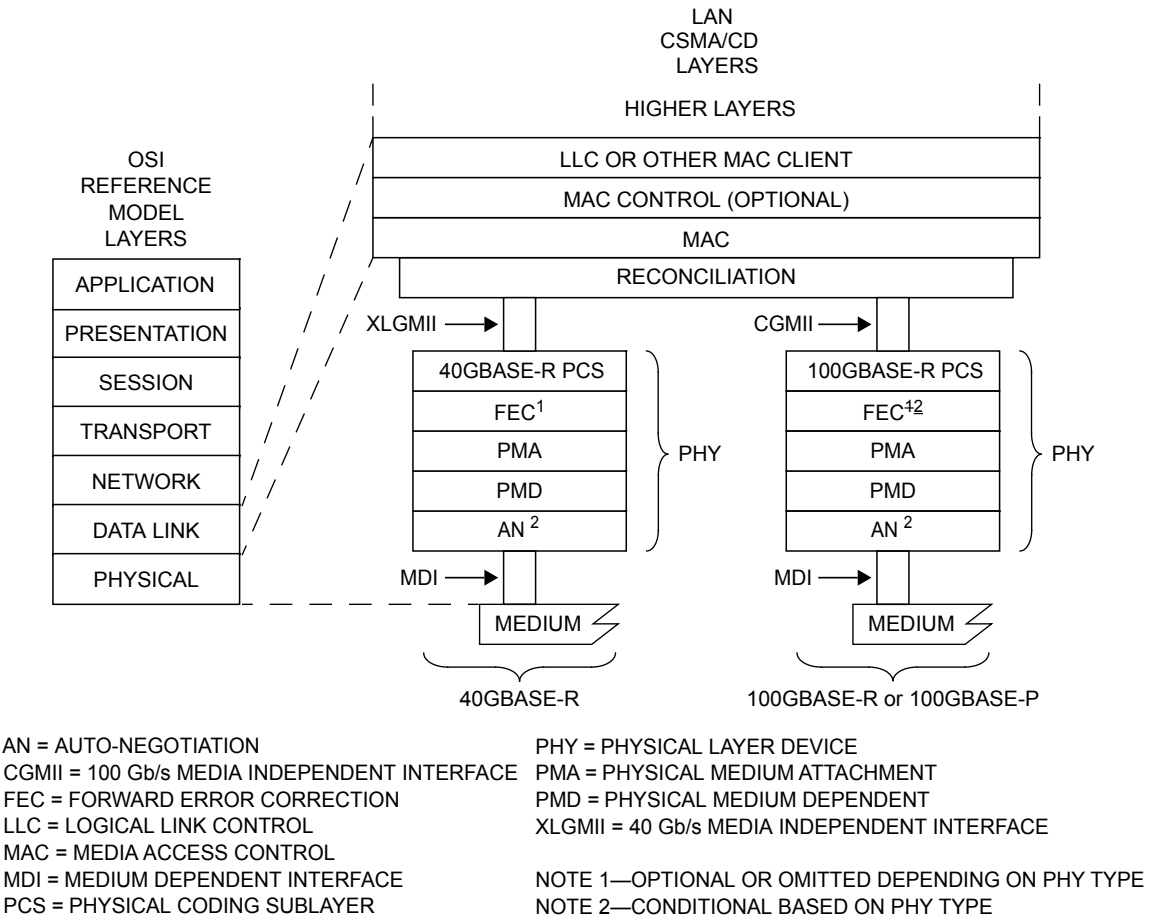 LAN
CSMA/CD
LAYERS
HIGHER LAYERS
OSI
REFERENCE
MODEL
LAYERS
LLC OR OTHER MAC CLIENT
MAC CONTROL (OPTIONAL)
MAC
RECONCILIATION
APPLICATION
PRESENTATION
SESSION
TRANSPORT
NETWORK
DATA LINK
PHYSICAL
XLGMII
40GBASE-R PCS
FEC1
PMA
PMD
AN 2
PHY
MDI
MEDIUM
40GBASE-R
CGMII
100GBASE-R PCS
FEC12
PMA
PMD
AN 2
PHY
MDI
MEDIUM
100GBASE-R or 100GBASE-P
AN = AUTO-NEGOTIATION
CGMII = 100 Gb/s MEDIA INDEPENDENT INTERFACE
FEC = FORWARD ERROR CORRECTION
LLC = LOGICAL LINK CONTROL
MAC = MEDIA ACCESS CONTROL
MDI = MEDIUM DEPENDENT INTERFACE
PCS = PHYSICAL CODING SUBLAYER
PHY = PHYSICAL LAYER DEVICE
PMA = PHYSICAL MEDIUM ATTACHMENT
PMD = PHYSICAL MEDIUM DEPENDENT
XLGMII = 40 Gb/s MEDIA INDEPENDENT INTERFACE
NOTE 1—OPTIONAL OR OMITTED DEPENDING ON PHY TYPE
NOTE 2—CONDITIONAL BASED ON PHY TYPE